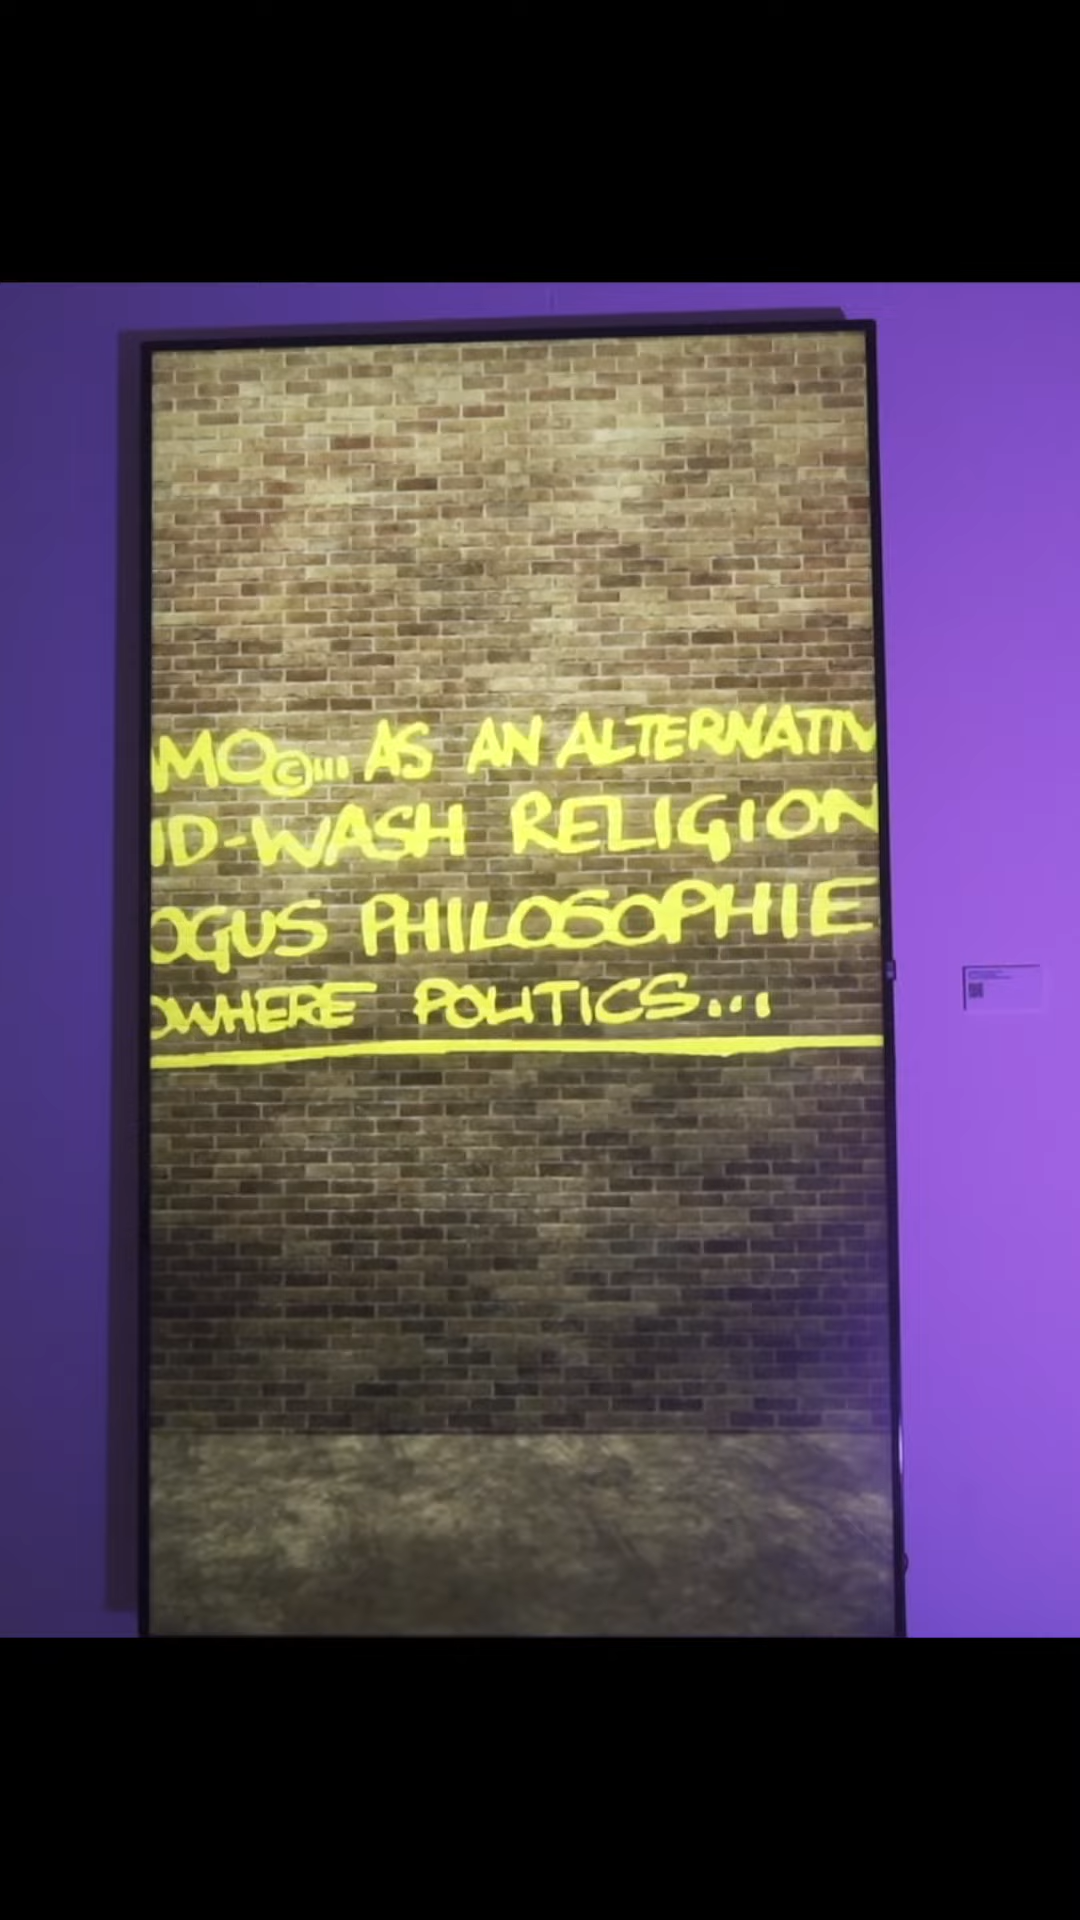 MO©... AS AN ALTERNATIV
ID-WASH RELIGION
OGUS PHILOSOPHIE
OWHERE POLITICS...